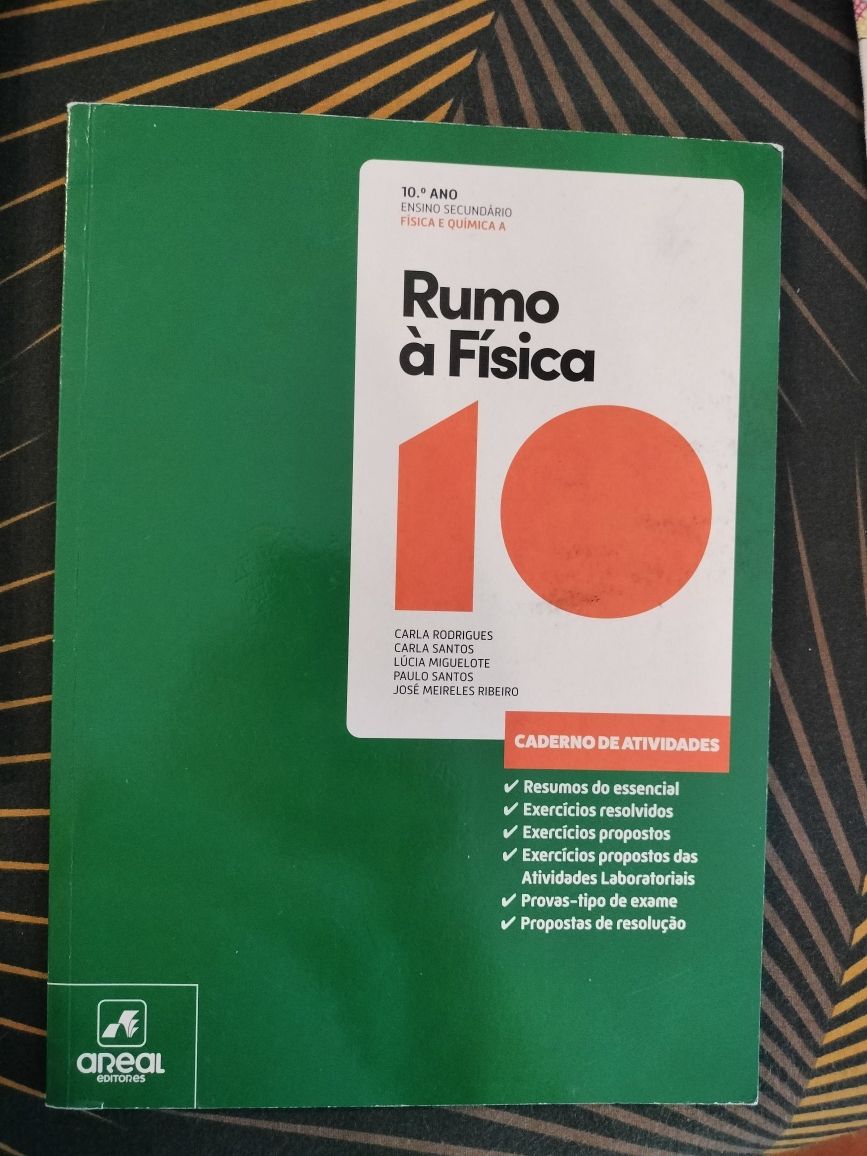 10.º ANO
ENSINO SECUNDÁRIO
FÍSICA E QUÍMICA A
Rumo
à Física
10
CARLA RODRIGUES
CARLA SANTOS
LÚCIA MIGUELOTE
PAULO SANTOS
JOSÉ MEIRELES RIBEIRO
CADERNO DE ATIVIDADES
✔ Resumos do essencial
✔ Exercícios resolvidos
✔ Exercícios propostos
✔ Exercícios propostos das
Atividades Laboratoriais
✔ Provas-tipo de exame
✔ Propostas de resolução
aReaL
EDITORES